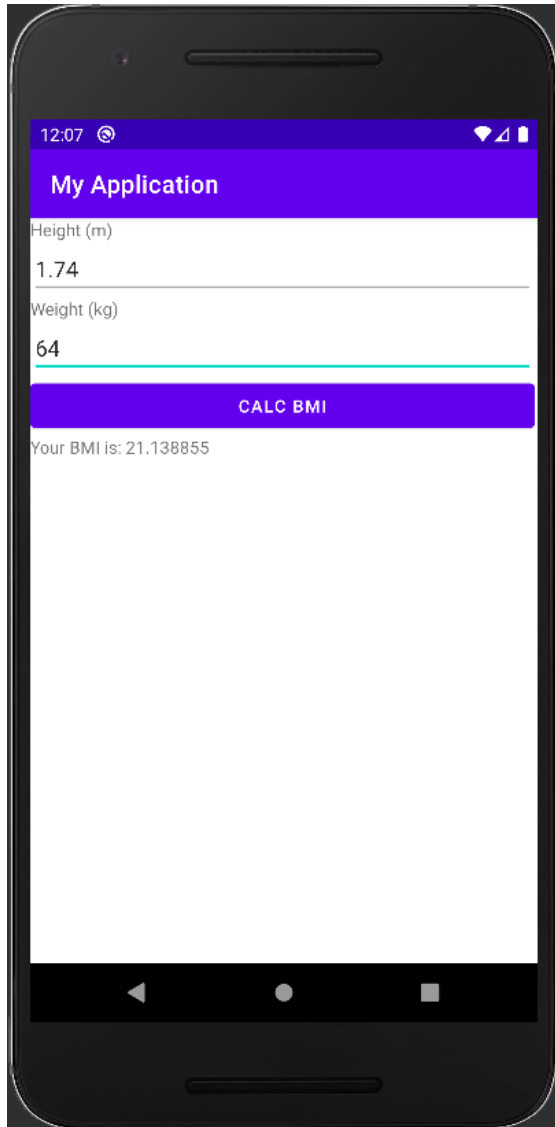 12:07
My Application
Height (m)
1.74
Weight (kg)
64
CALC BMI
Your BMI is: 21.138855